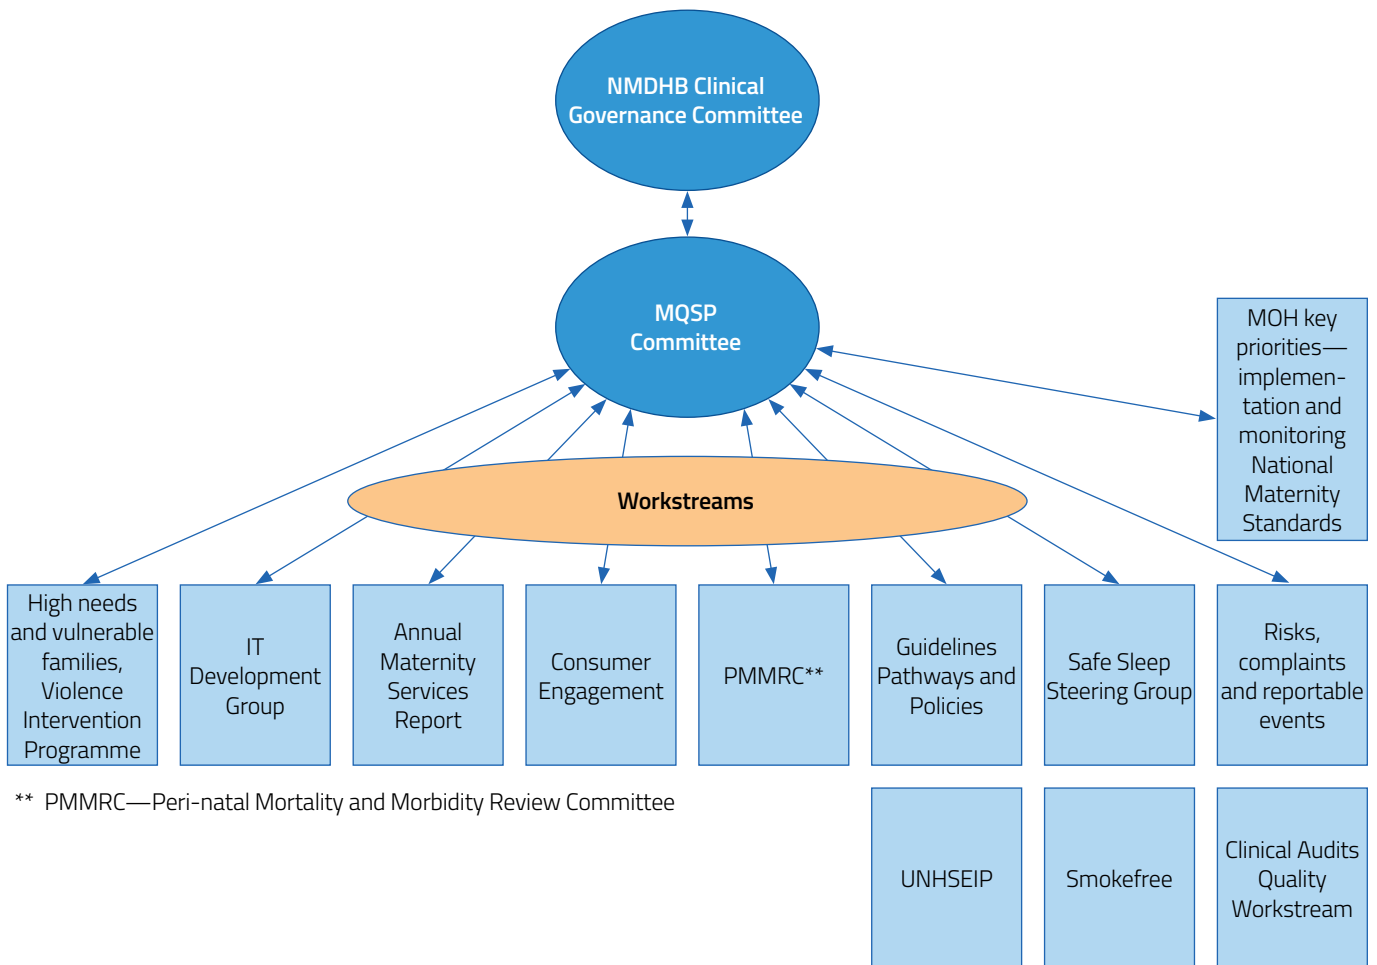 NMDHB Clinical
Governance Committee
MQSP
Committee
MOH key
priorities—
implemen-
tation and
monitoring
National
Maternity
Standards
Workstreams
High needs
and vulnerable
families,
Violence
Intervention
Programme
IT
Development
Group
Annual
Maternity
Services
Report
Consumer
Engagement
PMMRC**
Guidelines
Pathways and
Policies
Safe Sleep
Steering Group
Risks,
complaints
and reportable
events
** PMMRC—Peri-natal Mortality and Morbidity Review Committee
UNHSEIP
Smokefree
Clinical Audits
Quality
Workstream